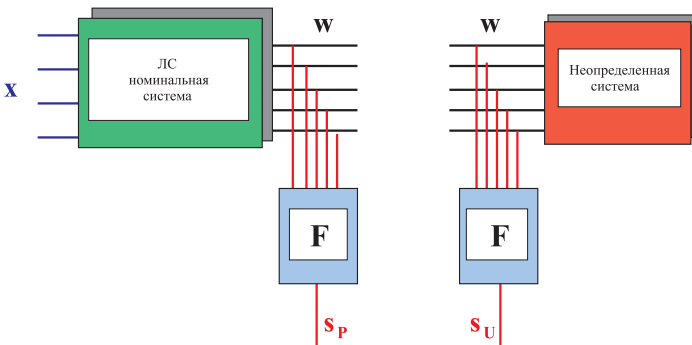 w
w
ЛС
номинальная
система
Неопределенная
система
x
F
F
s P
s U